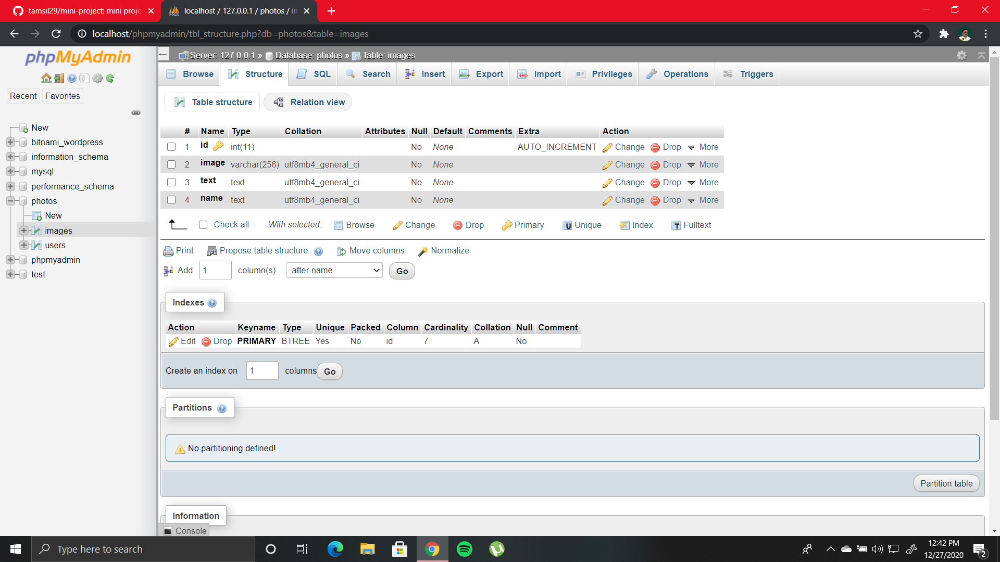 tamsil29/mini-project: mini proje
localhost / 127.0.0.1 / photos / im
localhost/phpmyadmin/tbl_structure.php?db=photos&table=images
phpMyAdmin
Recent Favorites
New
bitnami_wordpress
information_schema
mysql
performance_schema
photos
New
images
users
phpmyadmin
test
Server: 127.0.0.1 » Database: photos » Table: images
Browse Structure SQL Search Insert Export Import Privileges Operations Triggers
Table structure Relation view
# Name Type Collation Attributes Null Default Comments Extra Action
1 id int(11) No None AUTO_INCREMENT Change Drop More
2 image varchar(256) utf8mb4_general_ci No None Change Drop More
3 text text utf8mb4_general_ci No None Change Drop More
4 name text utf8mb4_general_ci No None Change Drop More
Check all With selected: Browse Change Drop Primary Unique Index Fulltext
Print Propose table structure Move columns Normalize
Add 1 column(s) after name Go
Indexes
Action Keyname Type Unique Packed Column Cardinality Collation Null Comment
Edit Drop PRIMARY BTREE Yes No id 7 A No
Create an index on 1 columns Go
Partitions
No partitioning defined!
Partition table
Information
Console
Type here to search
12:42 PM
12/27/2020
2